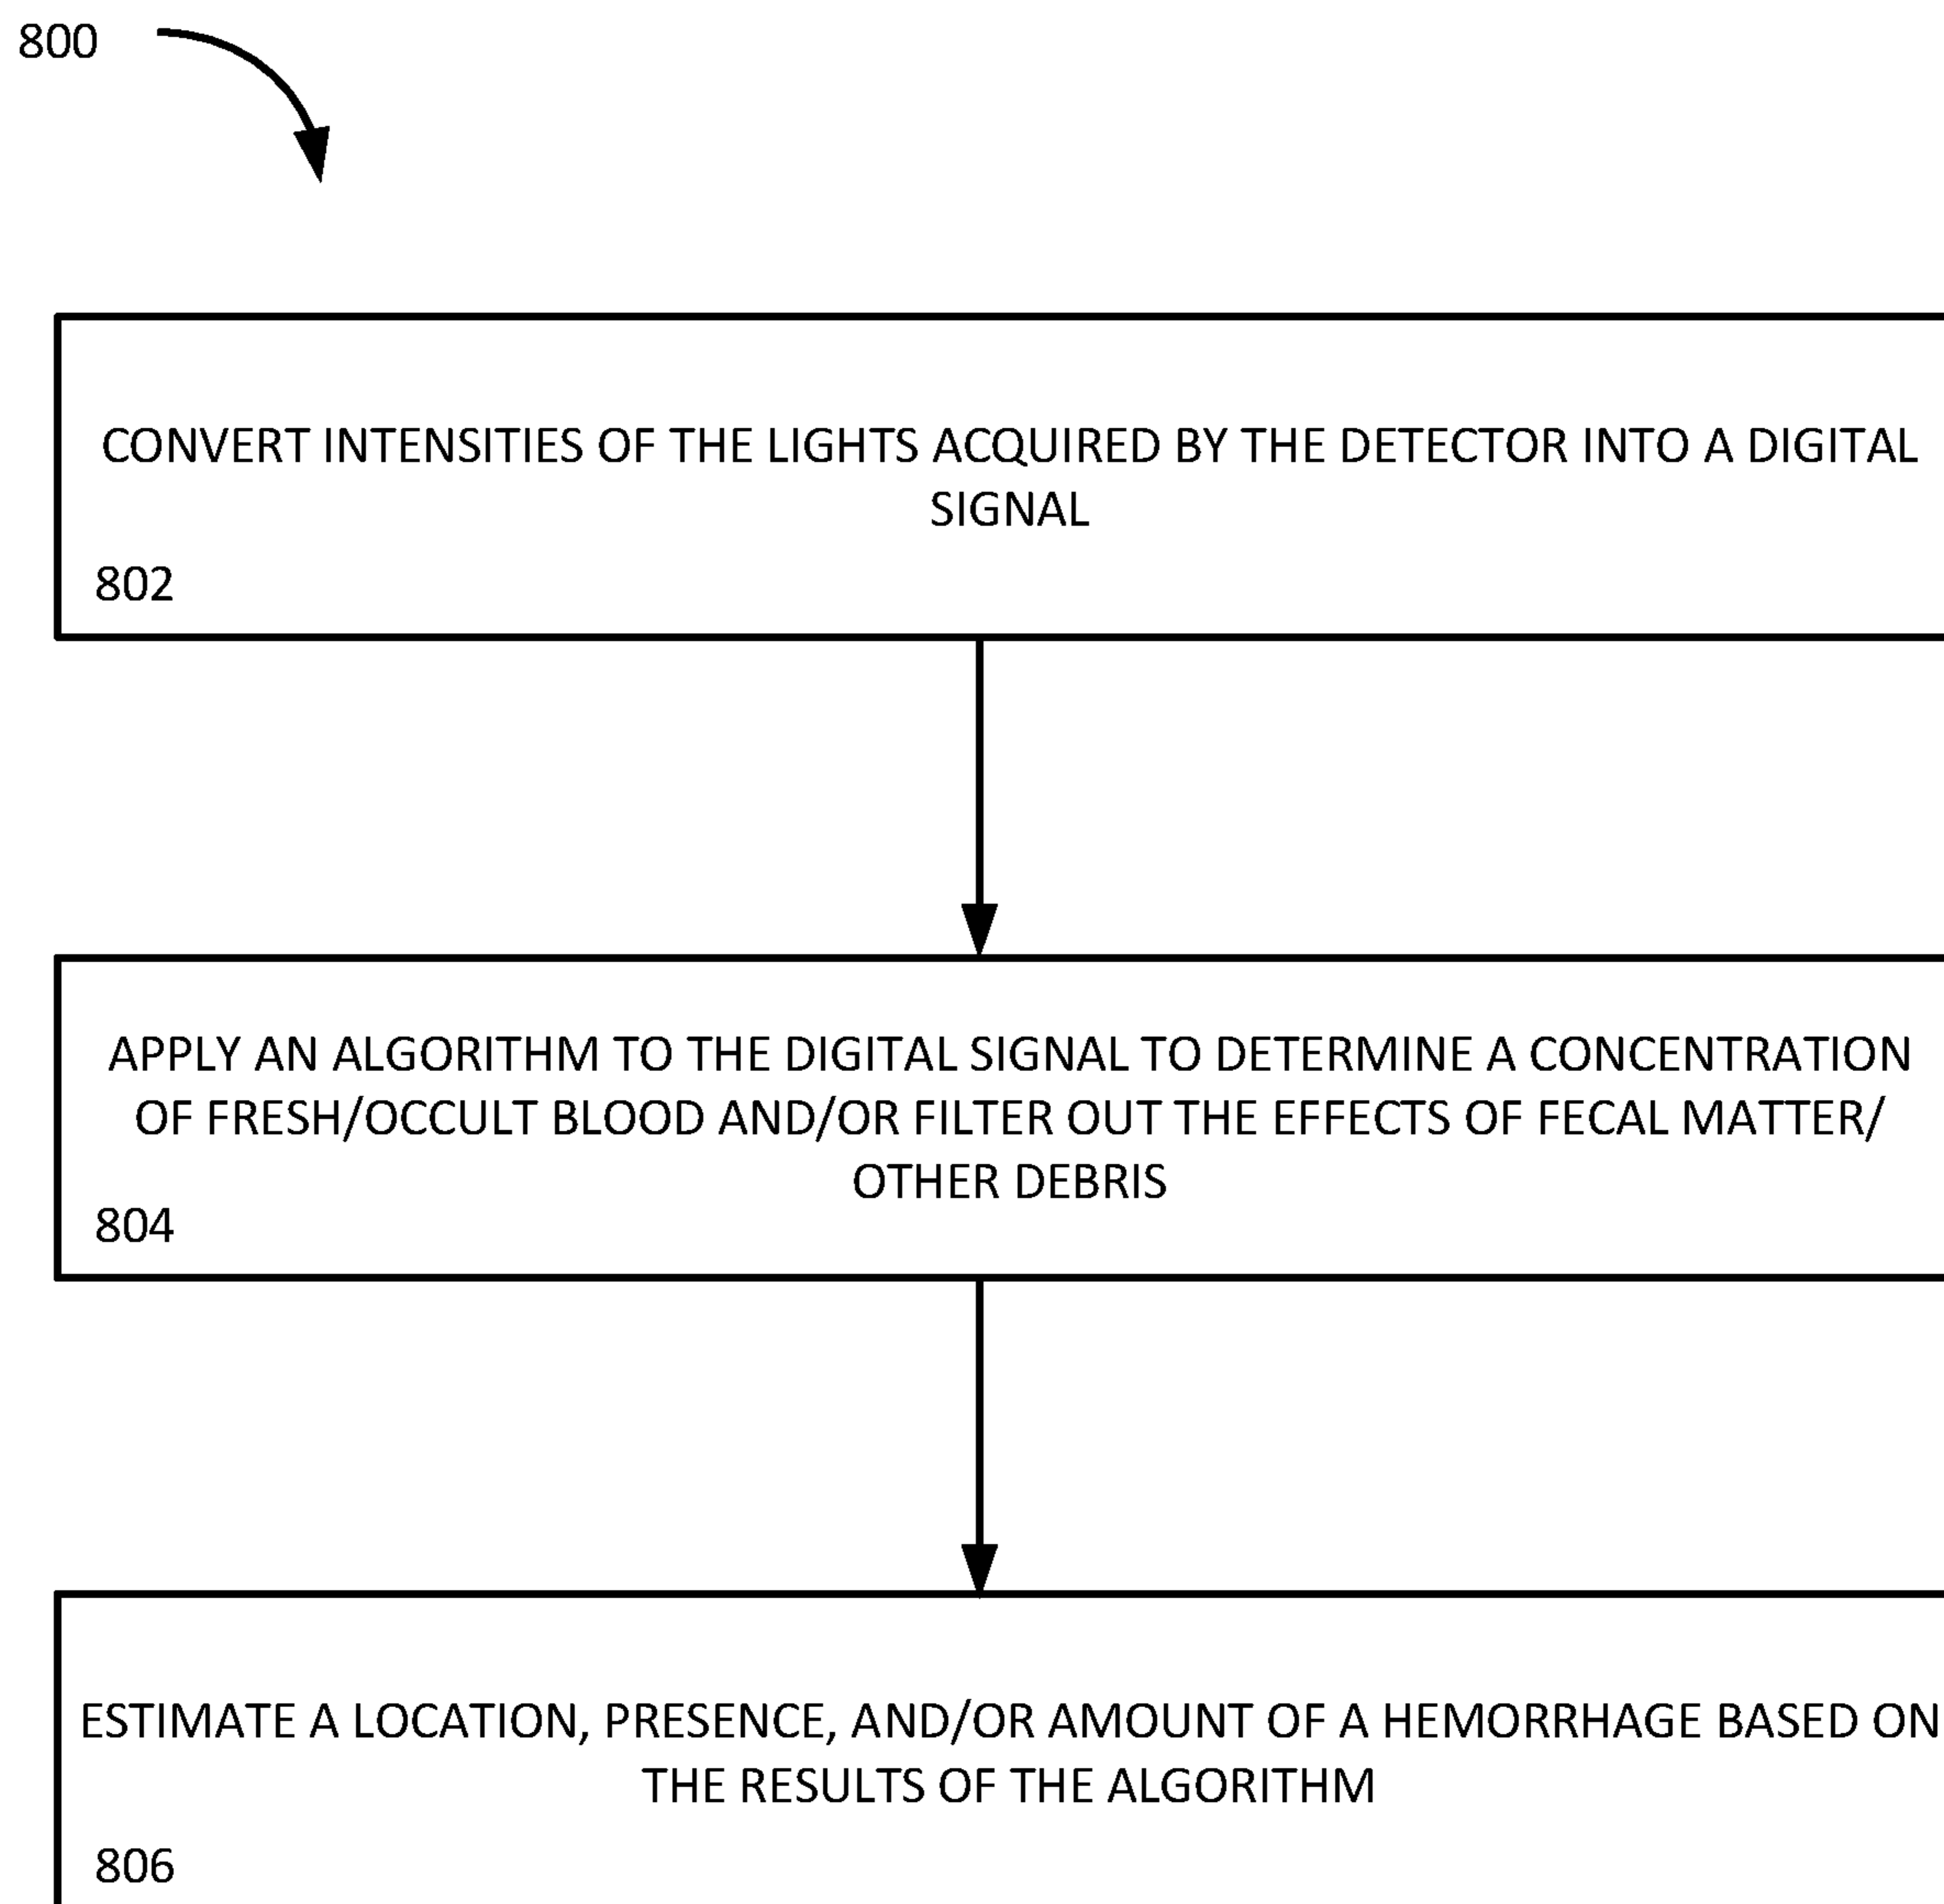 800
CONVERT INTENSITIES OF THE LIGHTS ACQUIRED BY THE DETECTOR INTO A DIGITAL
SIGNAL
802
APPLY AN ALGORITHM TO THE DIGITAL SIGNAL TO DETERMINE A CONCENTRATION
OF FRESH/OCCULT BLOOD AND/OR FILTER OUT THE EFFECTS OF FECAL MATTER/
OTHER DEBRIS
804
ESTIMATE A LOCATION, PRESENCE, AND/OR AMOUNT OF A HEMORRHAGE BASED ON
THE RESULTS OF THE ALGORITHM
806